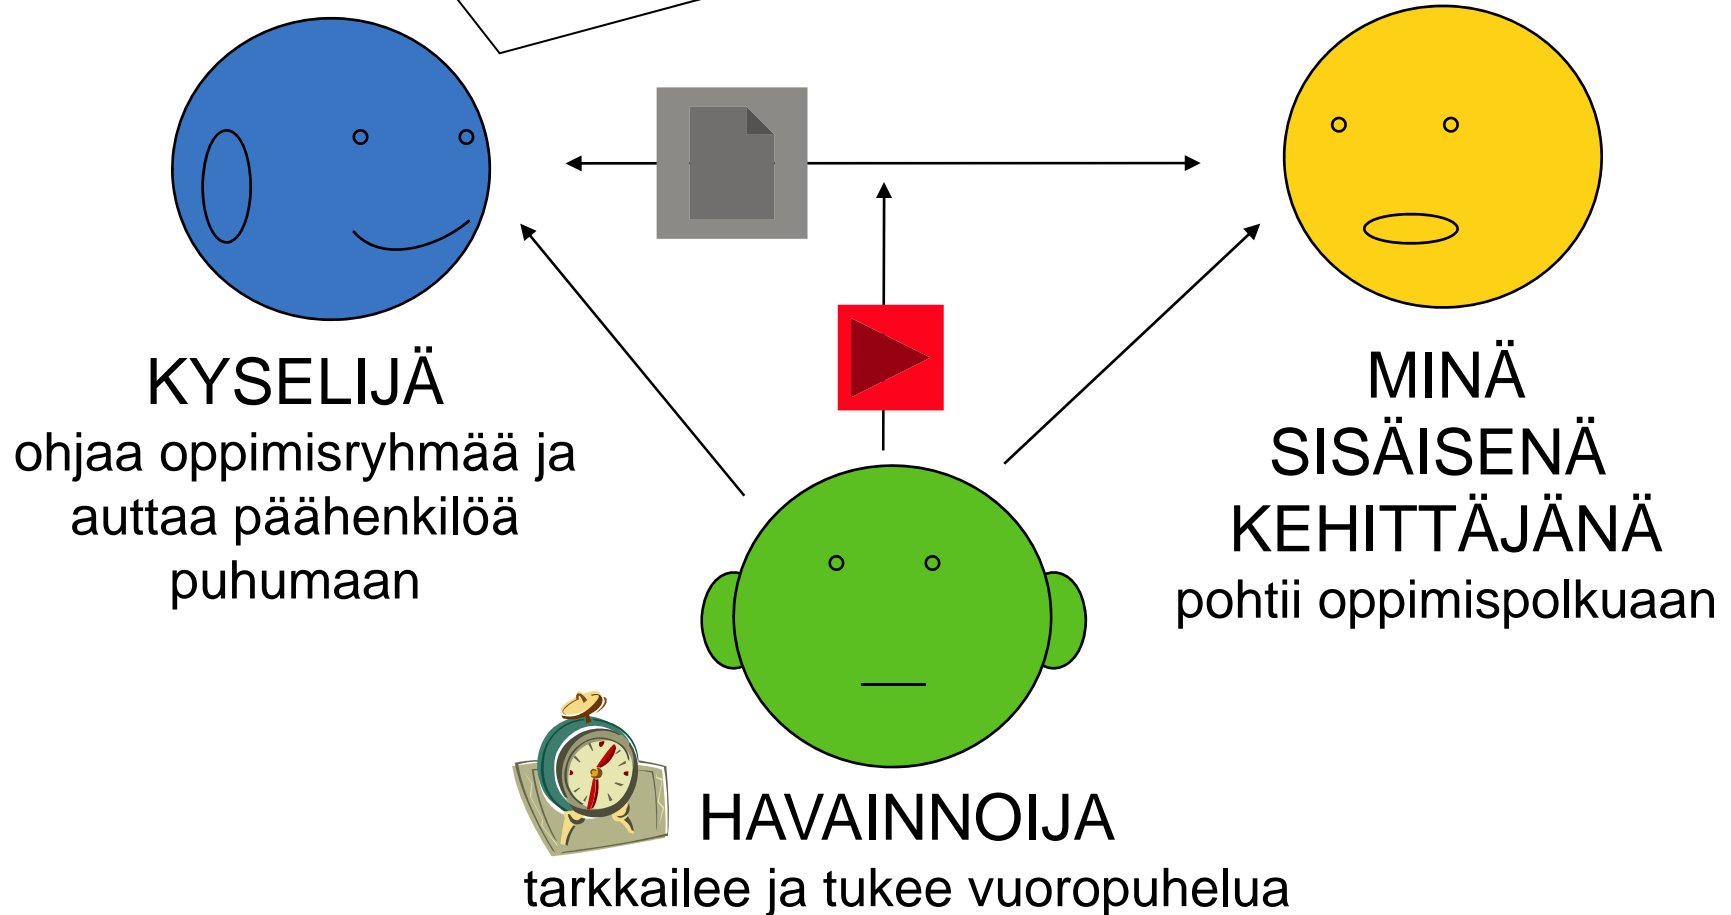 KYSELIJÄ
ohjaa oppimisryhmää ja
auttaa päähenkilöä
puhumaan
MINÄ
SISÄISENÄ
KEHITTÄJÄNÄ
pohtii oppimispolkuaan
HAVAINNOIJA
tarkkailee ja tukee vuoropuhelua